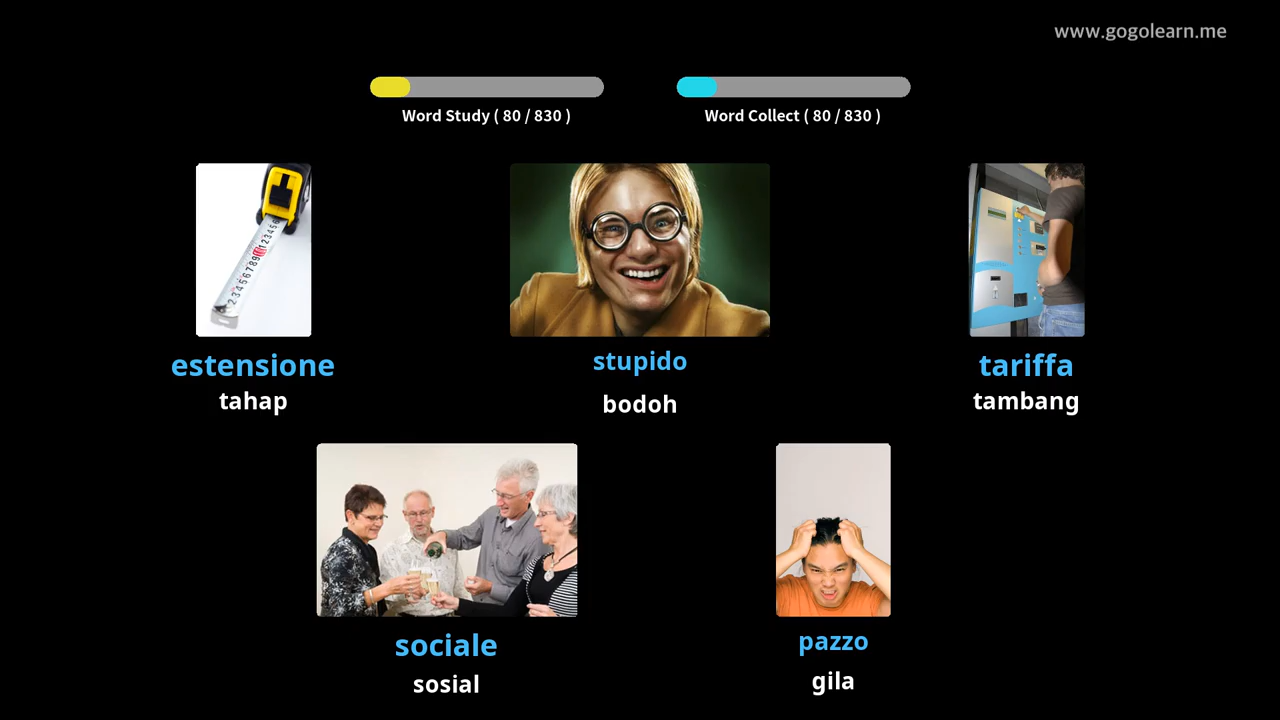 www.gogolearn.me
Word Study ( 80 / 830 )
Word Collect ( 80 / 830 )
estensione
tahap
stupido
bodoh
tariffa
tambang
sociale
sosial
pazzo
gila